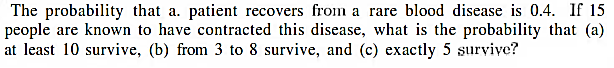 The probability that a. patient recovers from a rare blood disease is 0.4. If 15
people are known to have contracted this disease, what is the probability that (a)
at least 10 survive, (b) from 3 to 8 survive, and (c) exactly 5 survive?